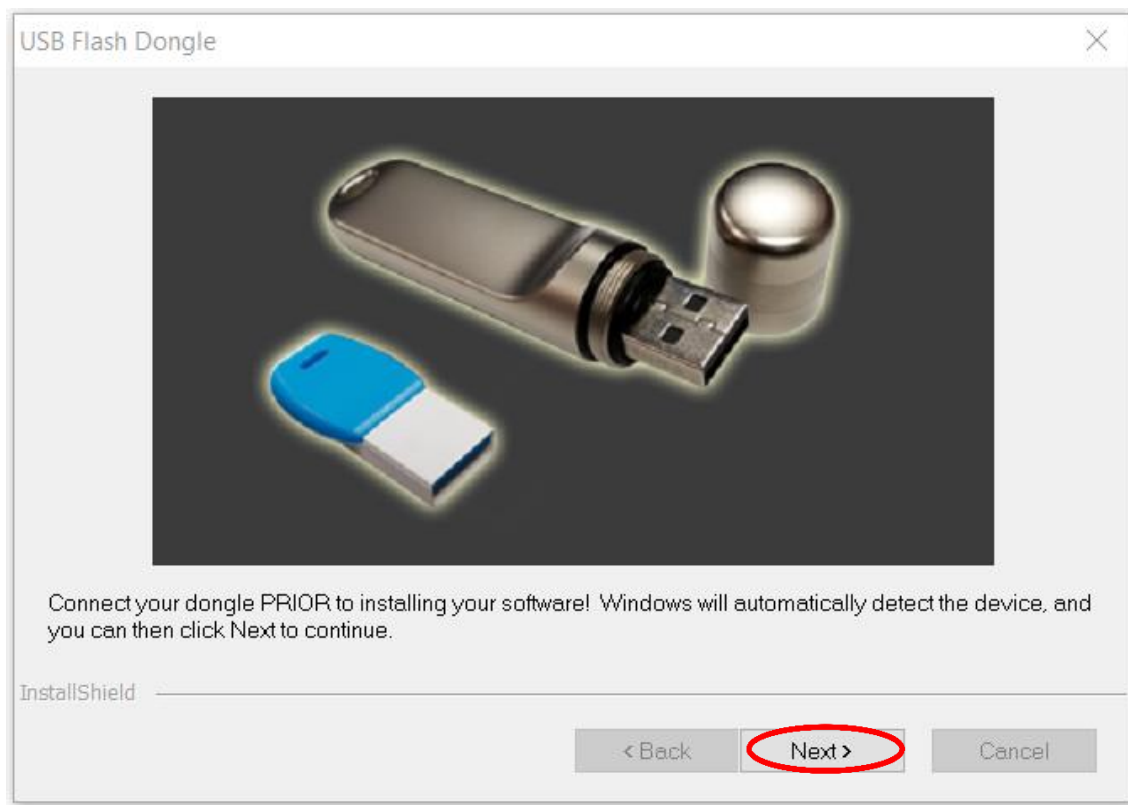 USB Flash Dongle
Connect your dongle PRIOR to installing your software! Windows will automatically detect the device, and
you can then click Next to continue.
InstallShield
< Back
Next >
Cancel